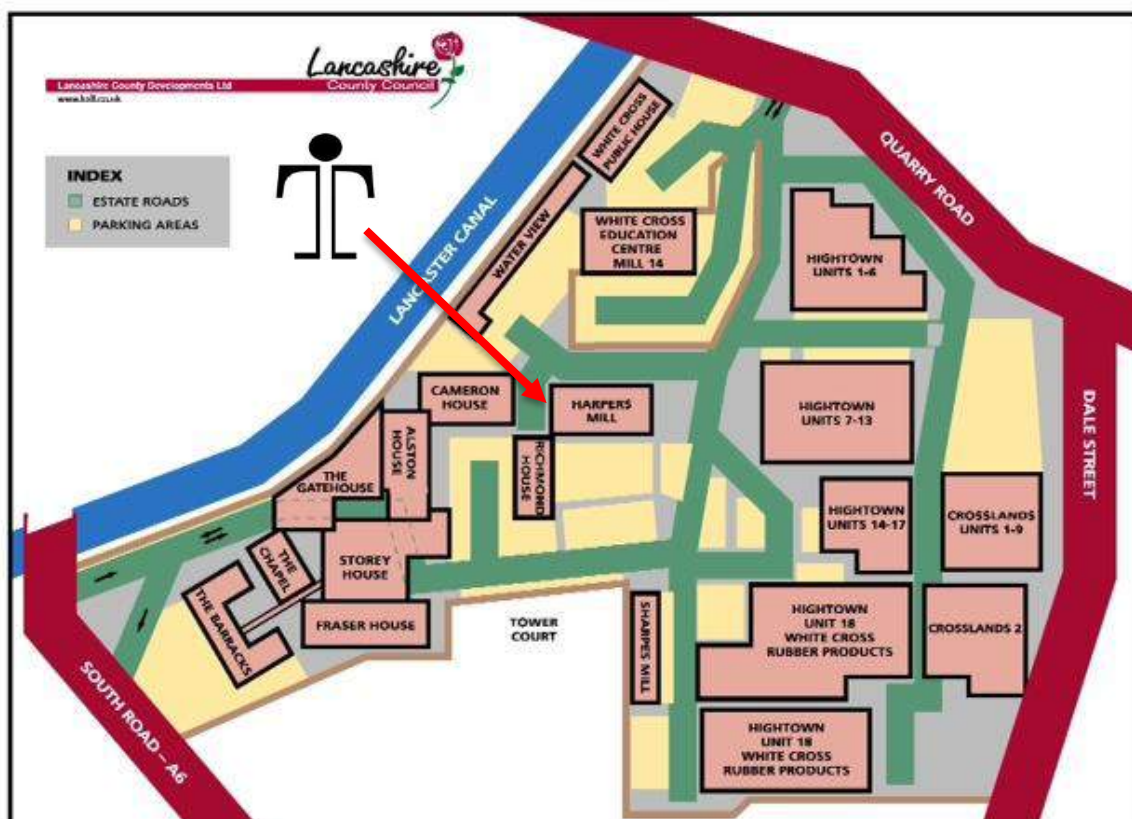 Lancashire
County Council
Lancashire County Developments Ltd
INDEX
ESTATE ROADS
PARKING AREAS
LANCASTER CANAL
QUARRY ROAD
DALE STREET
SOUTH ROAD – A6
WHITE CROSS
PUBLIC HOUSE
WATER VIEW
WHITE CROSS
EDUCATION
CENTRE
MILL 14
HIGHTOWN
UNITS 1-6
CAMERON
HOUSE
HARPERS
MILL
HIGHTOWN
UNITS 7-13
ALSTON
HOUSE
THE
GATEHOUSE
RICHMOND
HOUSE
HIGHTOWN
UNITS 14-17
CROSSLANDS
UNITS 1-9
THE
CHAPEL
STOREY
HOUSE
THE BARRACKS
FRASER HOUSE
TOWER
COURT
SHARPES MILL
HIGHTOWN
UNIT 18
WHITE CROSS
RUBBER PRODUCTS
CROSSLANDS 2
HIGHTOWN
UNIT 18
WHITE CROSS
RUBBER PRODUCTS